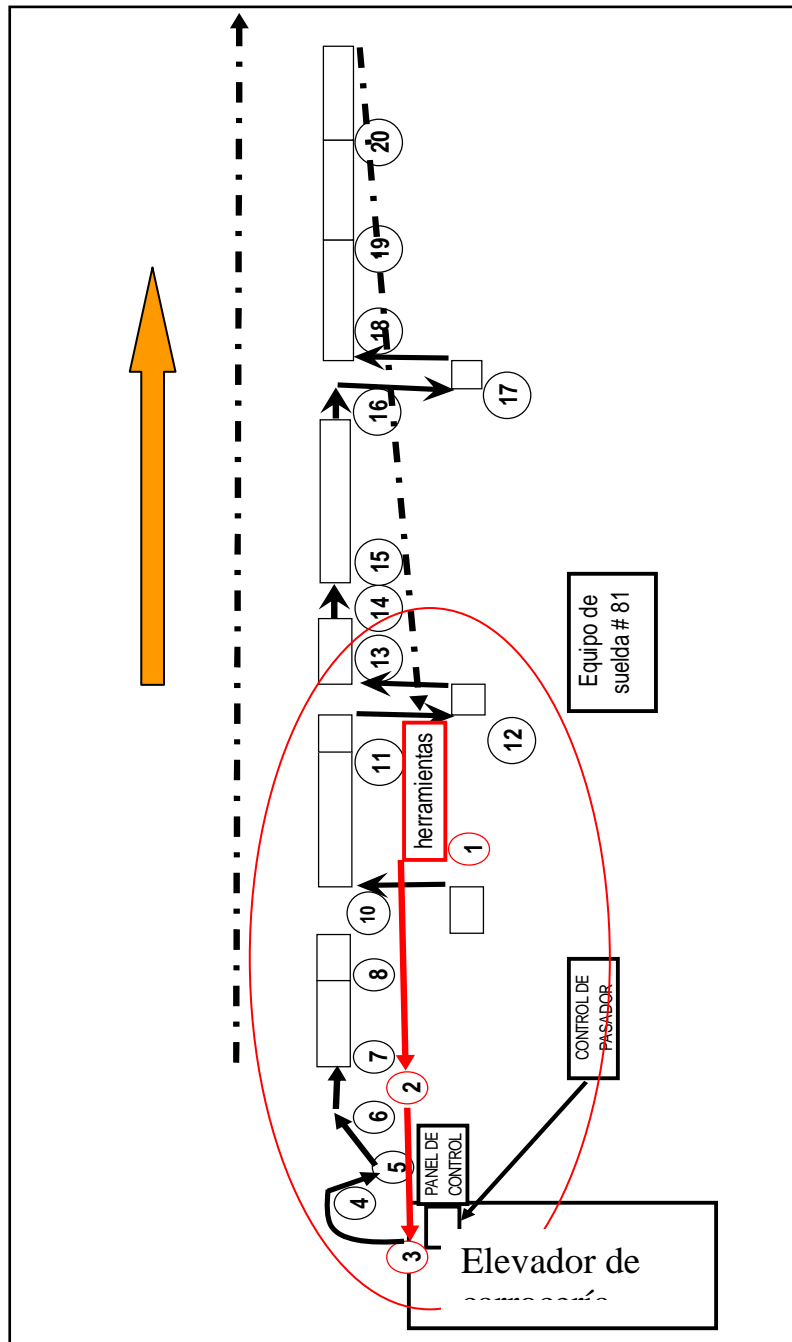 20
19
18
17
16
15
14
13
12
11
10
8
7
6
5
4
3
2
1
Equipo de
suelda # 81
herramientas
CONTROL DE
PASADOR
PANEL DE
CONTROL
Elevador de
carrocería